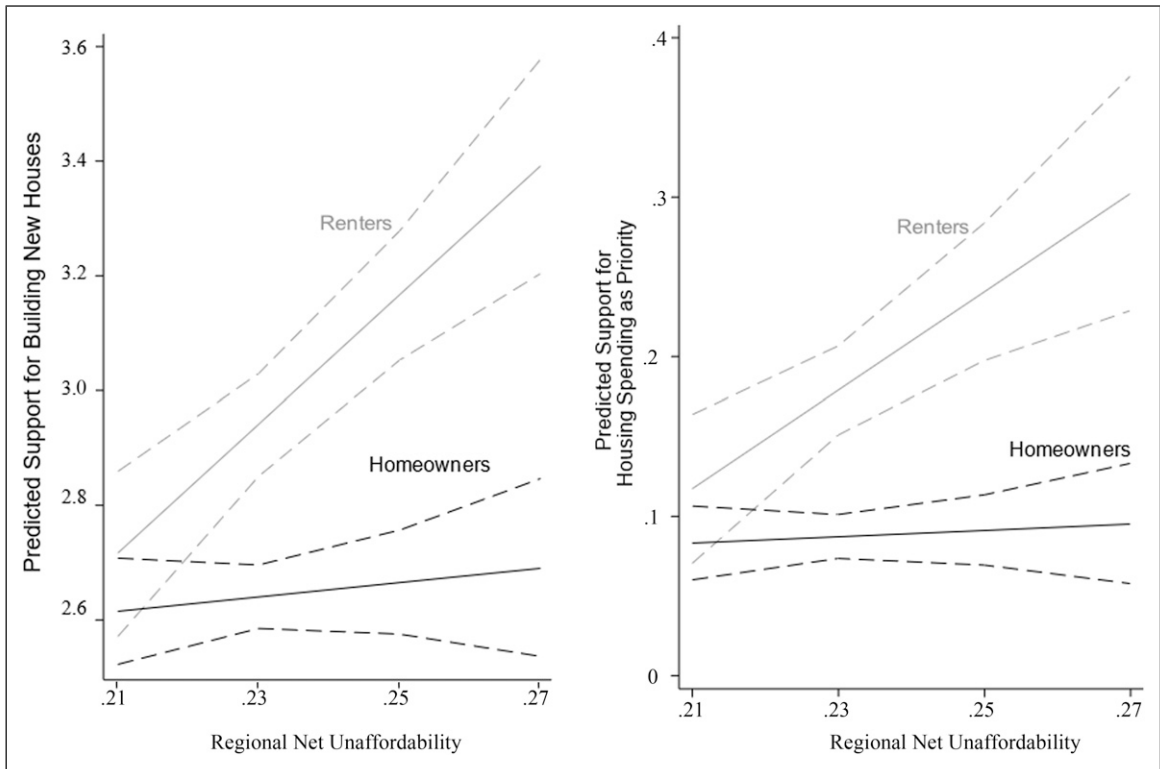 Predicted Support for Building New Houses
3.6
3.4
3.2
3.0
2.8
2.6
Renters
Homeowners
.21
.23
.25
.27
Regional Net Unaffordability
Predicted Support for
Housing Spending as Priority
.4
.3
.2
.1
0
Renters
Homeowners
.21
.23
.25
.27
Regional Net Unaffordability